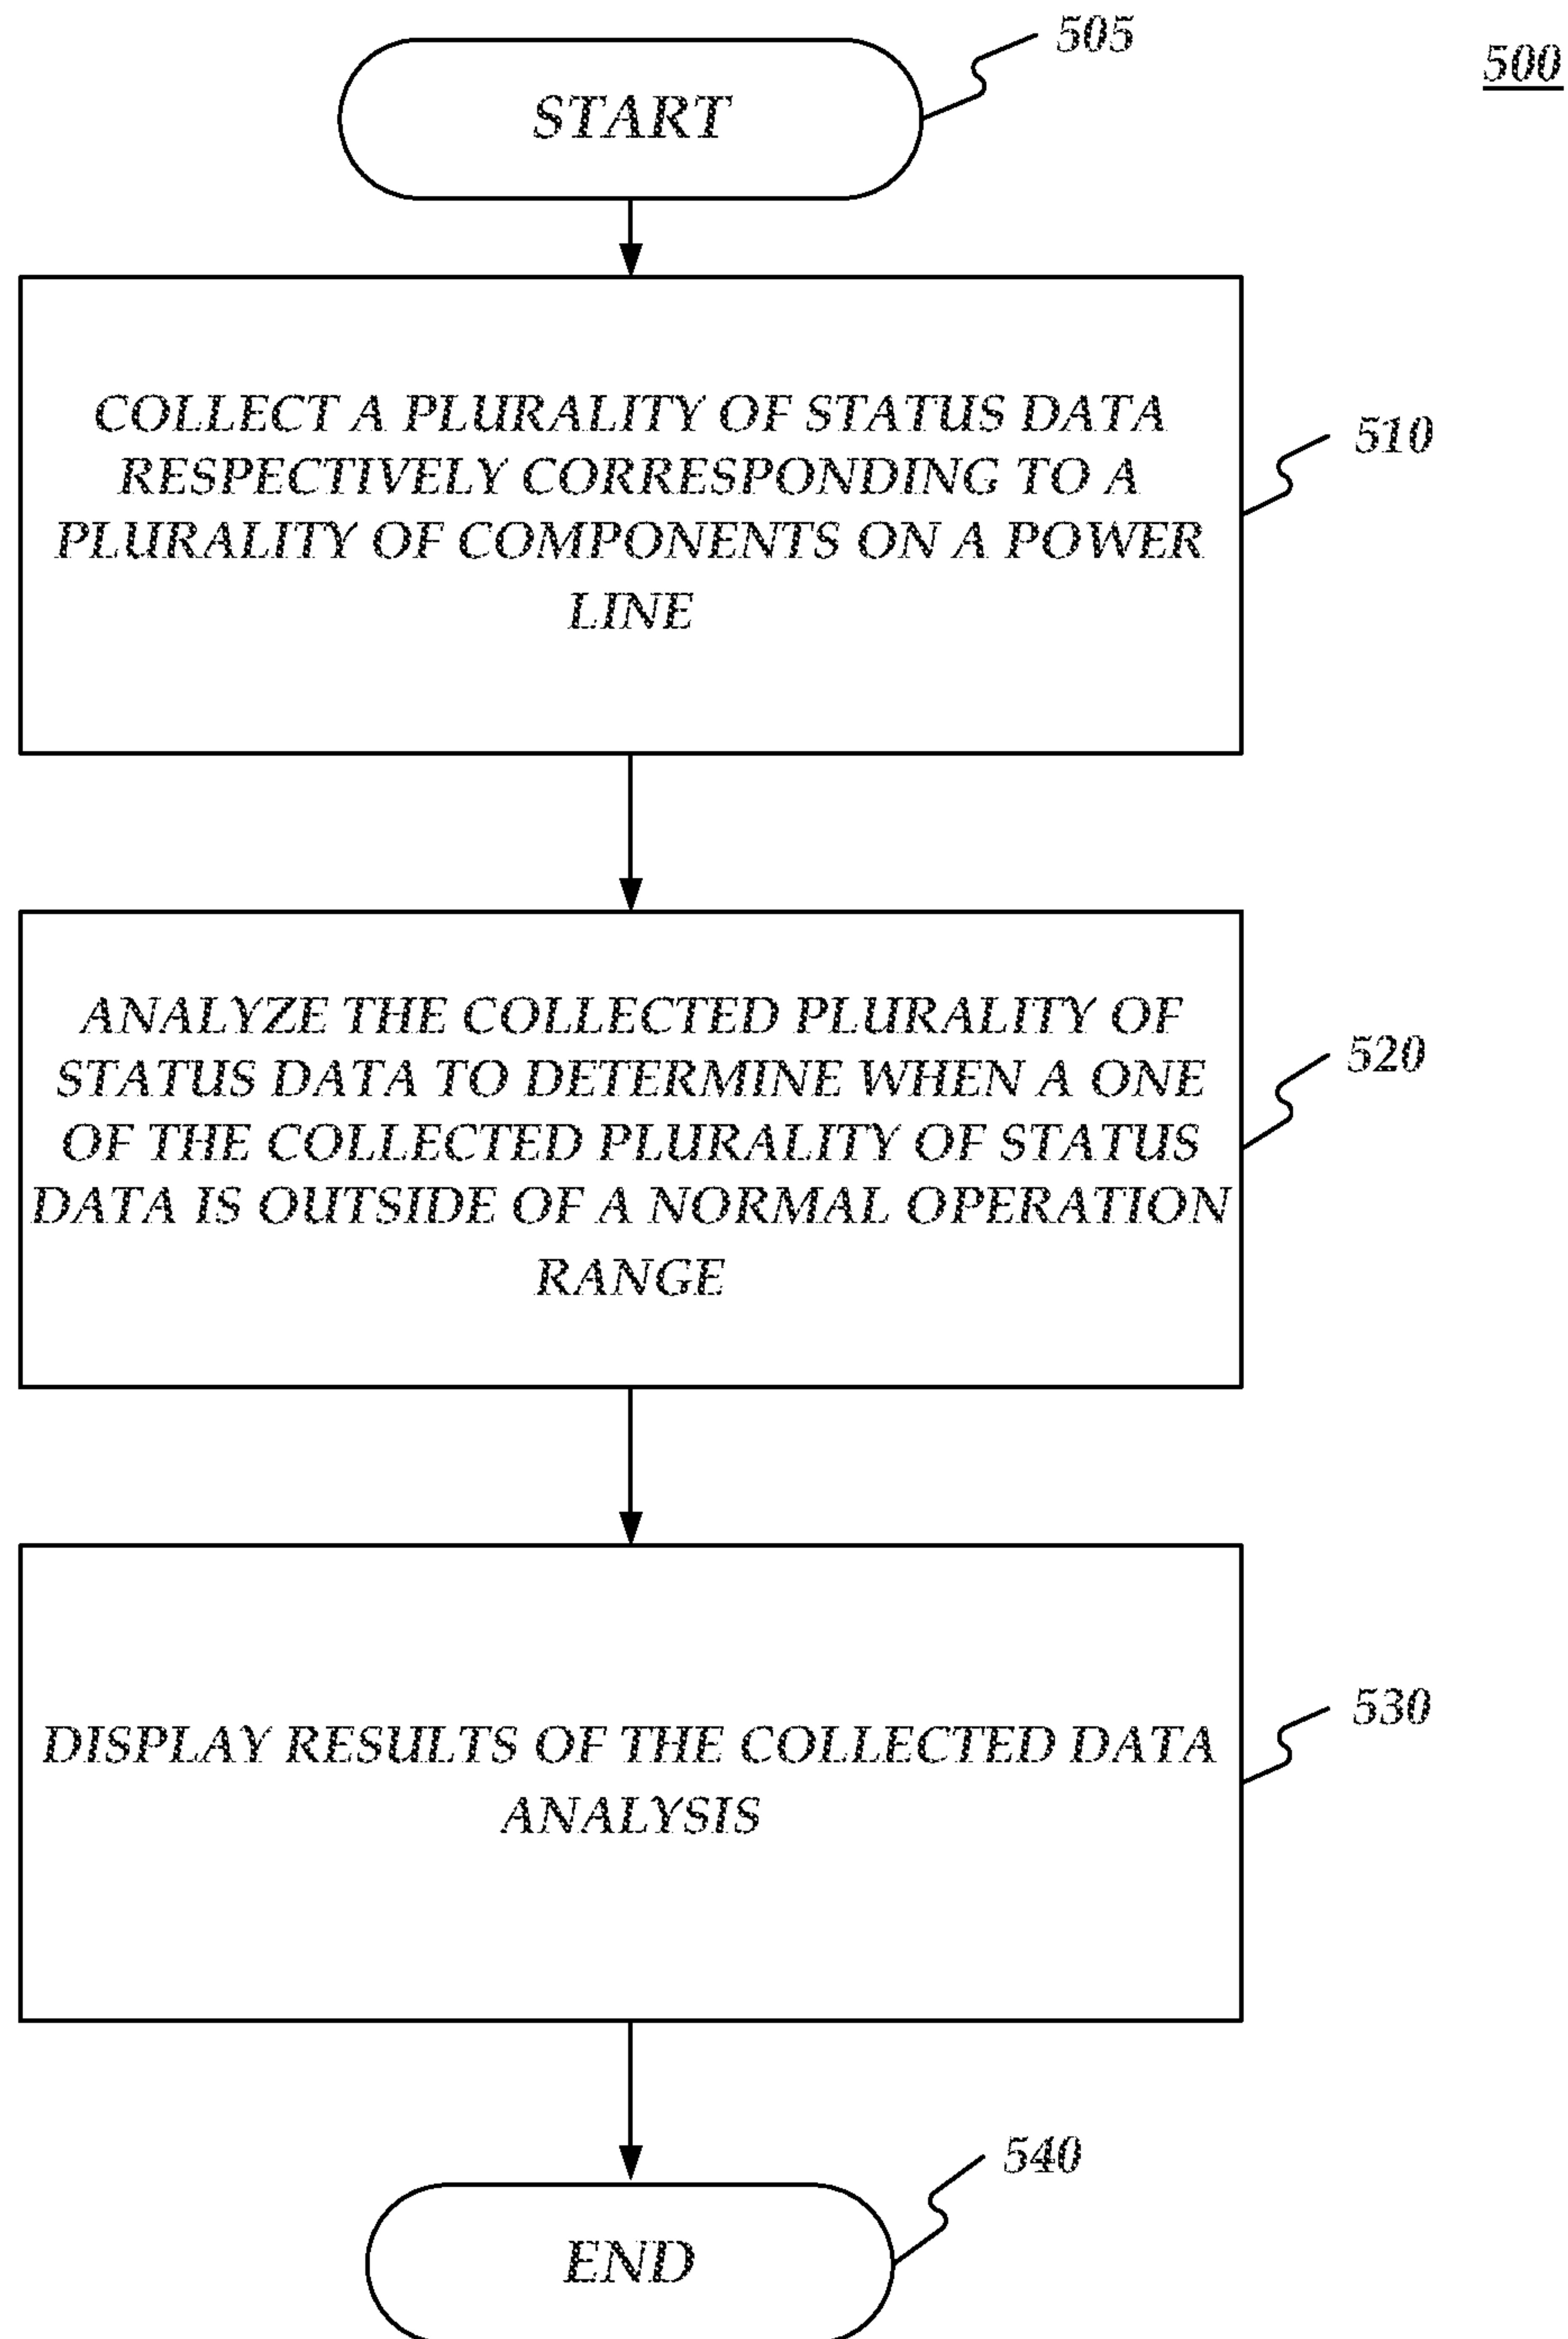 505
500
START
COLLECT A PLURALITY OF STATUS DATA
RESPECTIVELY CORRESPONDING TO A
PLURALITY OF COMPONENTS ON A POWER
LINE
510
ANALYZE THE COLLECTED PLURALITY OF
STATUS DATA TO DETERMINE WHEN A ONE
OF THE COLLECTED PLURALITY OF STATUS
DATA IS OUTSIDE OF A NORMAL OPERATION
RANGE
520
DISPLAY RESULTS OF THE COLLECTED DATA
ANALYSIS
530
540
END